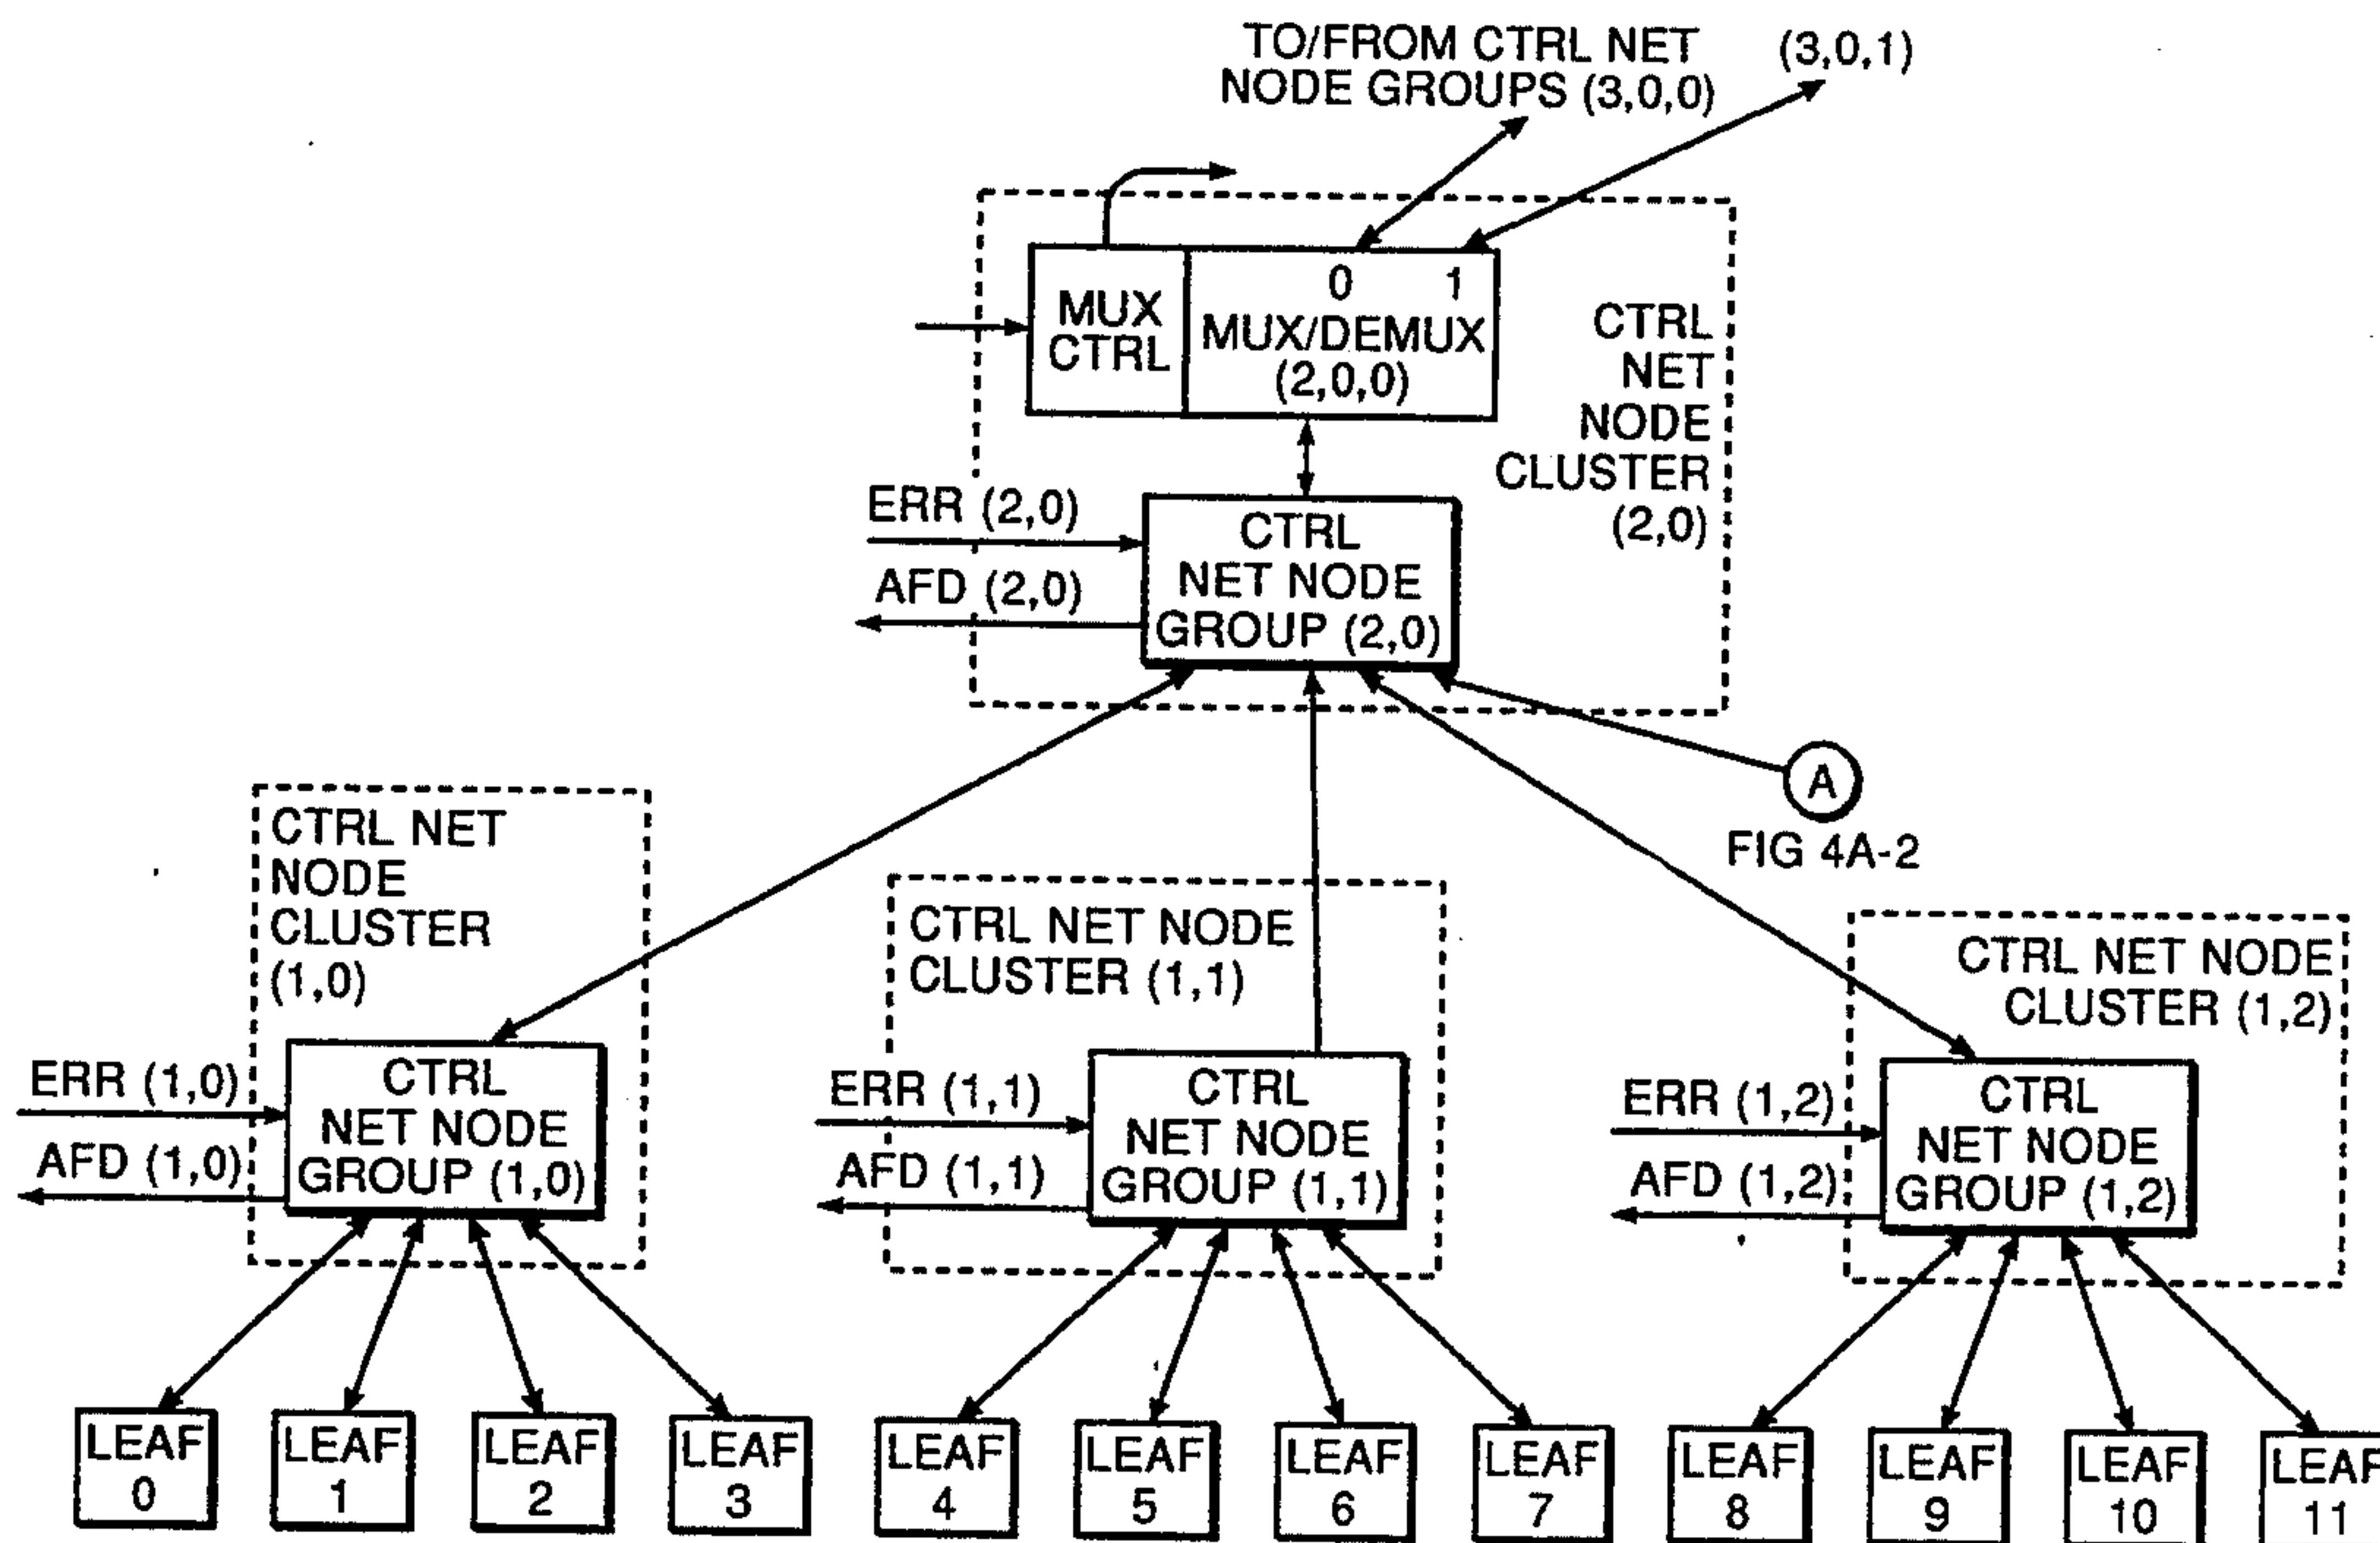 TO/FROM CTRL NET (3,0,1)
NODE GROUPS (3,0,0)
0 1
MUX
CTRL
MUX/DEMUX
(2,0,0)
CTRL
NET
NODE
CLUSTER
(2,0)
ERR (2,0)
AFD (2,0)
CTRL
NET NODE
GROUP (2,0)
A
FIG 4A-2
CTRL NET
NODE
CLUSTER
(1,0)
CTRL NET NODE
CLUSTER (1,1)
CTRL NET NODE
CLUSTER (1,2)
ERR (1,0)
AFD (1,0)
CTRL
NET NODE
GROUP (1,0)
ERR (1,1)
AFD (1,1)
CTRL
NET NODE
GROUP (1,1)
ERR (1,2)
AFD (1,2)
CTRL
NET NODE
GROUP (1,2)
LEAF
0
LEAF
1
LEAF
2
LEAF
3
LEAF
4
LEAF
5
LEAF
6
LEAF
7
LEAF
8
LEAF
9
LEAF
10
LEAF
11